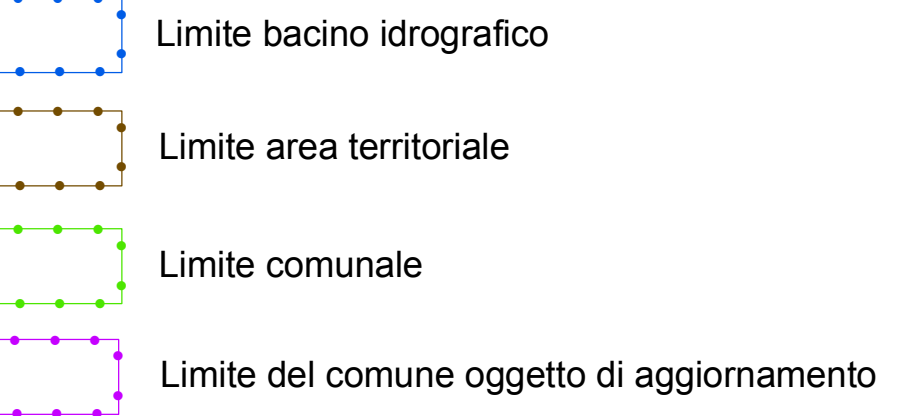 Limite bacino idrografico
Limite area territoriale
Limite comunale
Limite del comune oggetto di aggiornamento